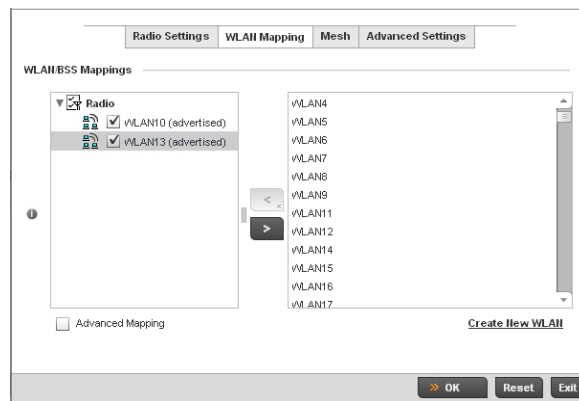 Radio Settings WLAN Mapping Mesh Advanced Settings
WLAN/BSS Mappings
Radio
WLAN10 (advertised)
WLAN13 (advertised)
WLAN4
WLAN5
WLAN6
WLAN7
WLAN8
WLAN9
WLAN11
WLAN12
WLAN14
WLAN15
WLAN16
WLAN17
<
>
Advanced Mapping
Create New WLAN
>> OK Reset Exit